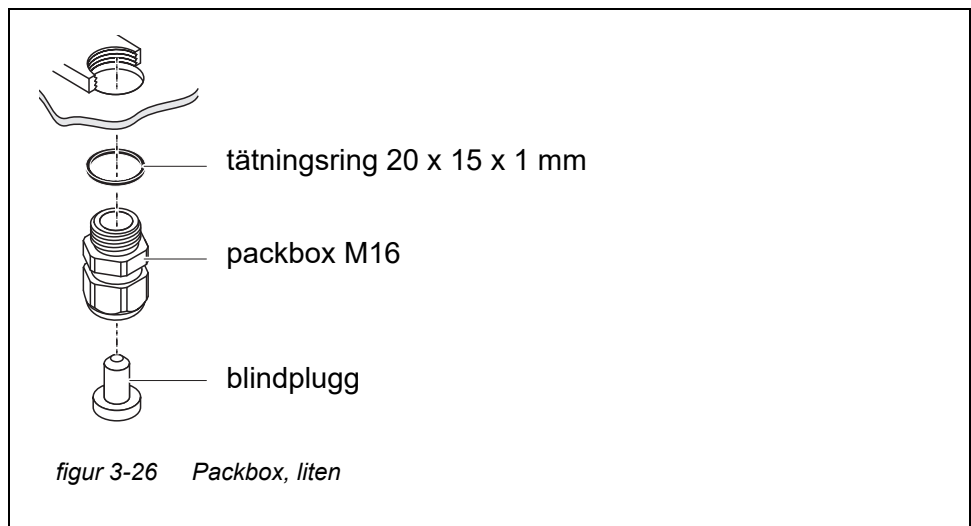 tätningsring 20 x 15 x 1 mm
packbox M16
blindplugg
figur 3-26 Packbox, liten